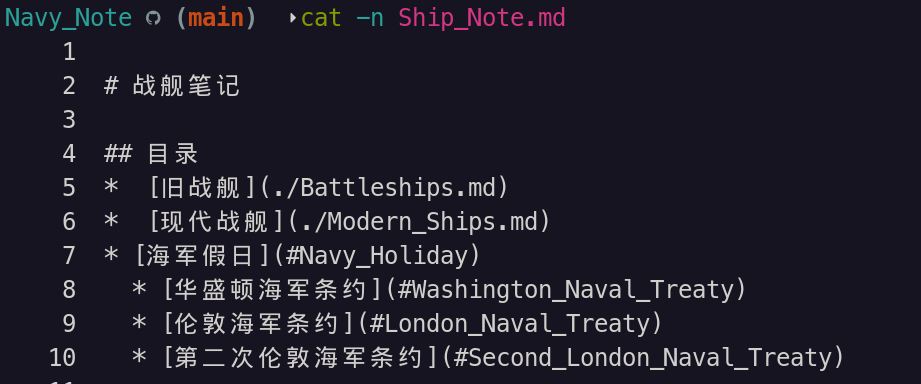 Navy_Note (main) cat -n Ship_Note.md
1
2 # 战舰笔记
3
4 ## 目录
5 *  [旧战舰](./Battleships.md)
6 *  [现代战舰](./Modern_Ships.md)
7 * [海军假日](#Navy_Holiday)
8   * [华盛顿海军条约](#Washington_Naval_Treaty)
9   * [伦敦海军条约](#London_Naval_Treaty)
10   * [第二次伦敦海军条约](#Second_London_Naval_Treaty)